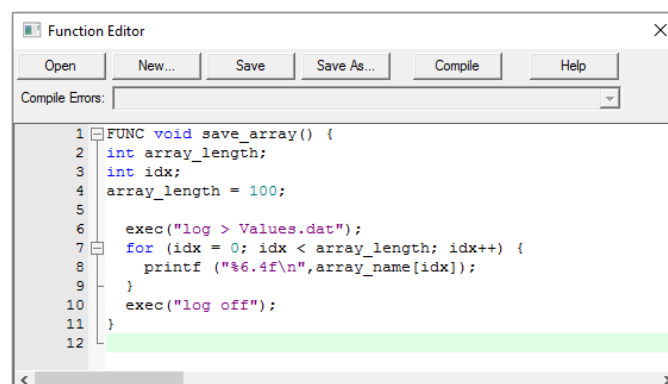 Function Editor
Open New... Save Save As... Compile Help
Compile Errors:
1 FUNC void save_array() {
2 int array_length;
3 int idx;
4 array_length = 100;
5
6 exec("log > Values.dat");
7 for (idx = 0; idx < array_length; idx++) {
8 printf ("%6.4f\n",array_name[idx]);
9 }
10 exec("log off");
11 }
12